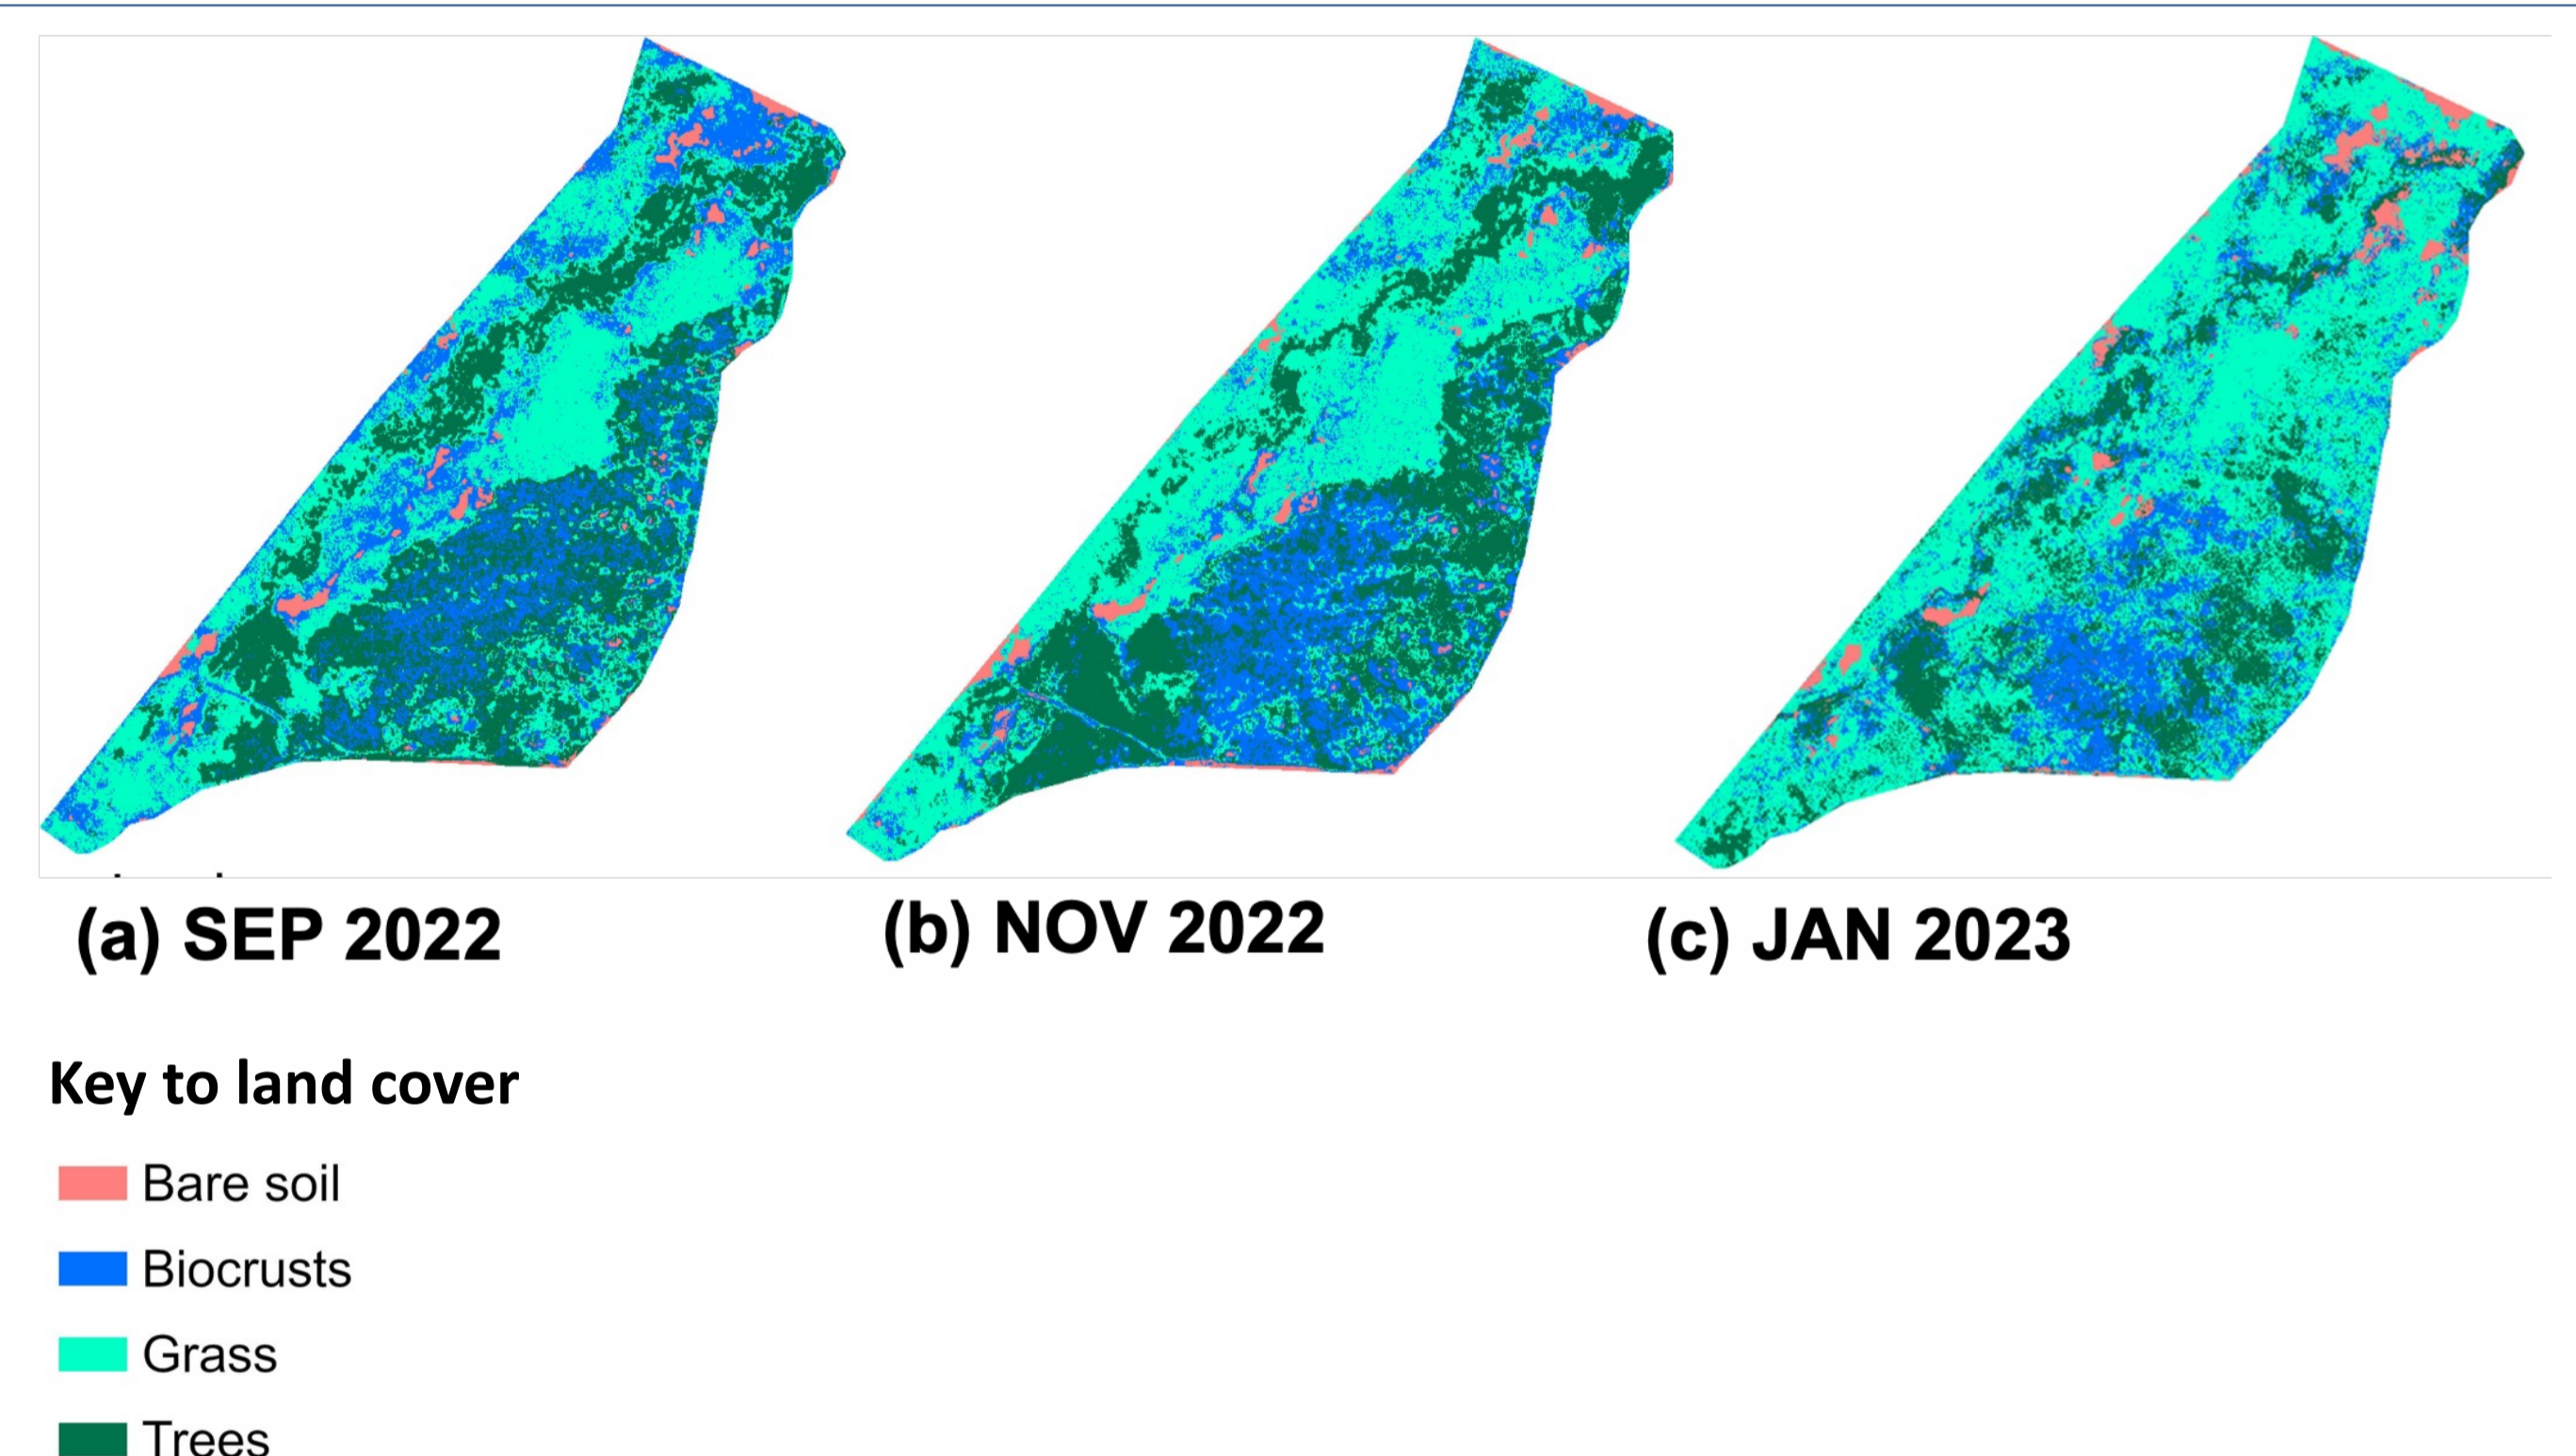 (a) SEP 2022
(b) NOV 2022
(c) JAN 2023
Key to land cover
Bare soil
Biocrusts
Grass
Trees